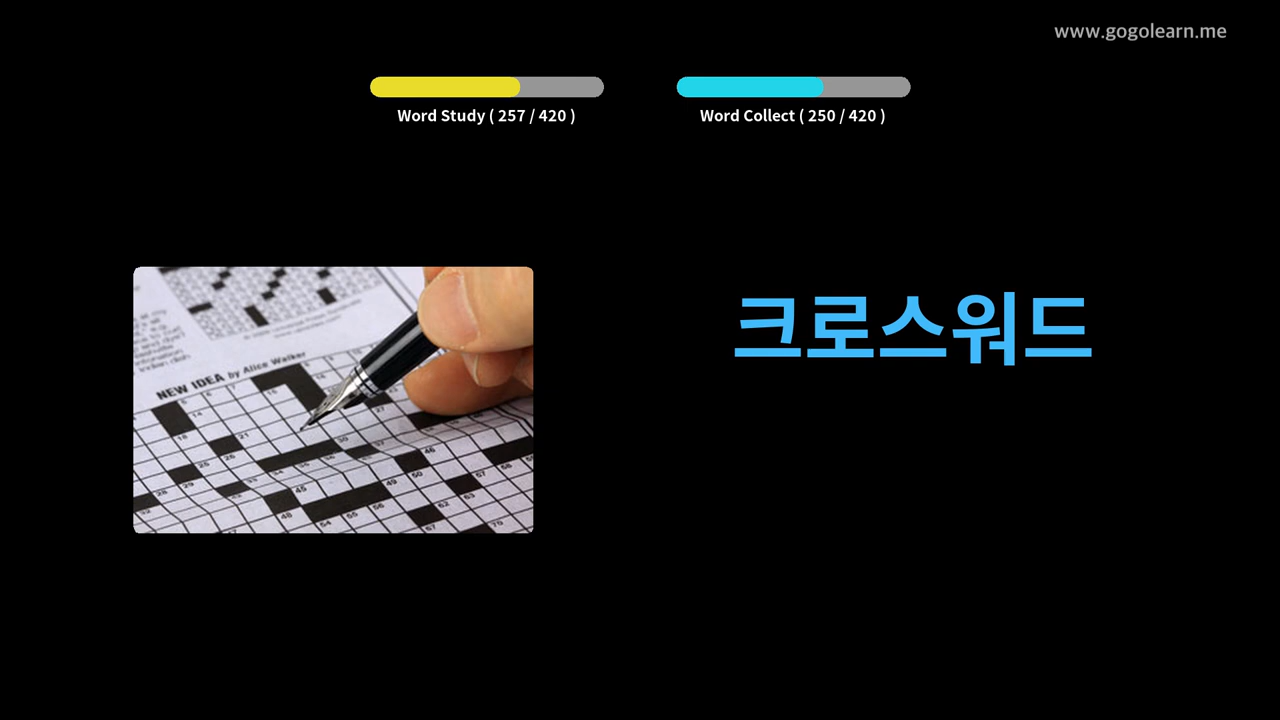 www.gogolearn.me
Word Study ( 257 / 420 )
Word Collect ( 250 / 420 )
크로스워드
NEW IDEA by Alice Walker